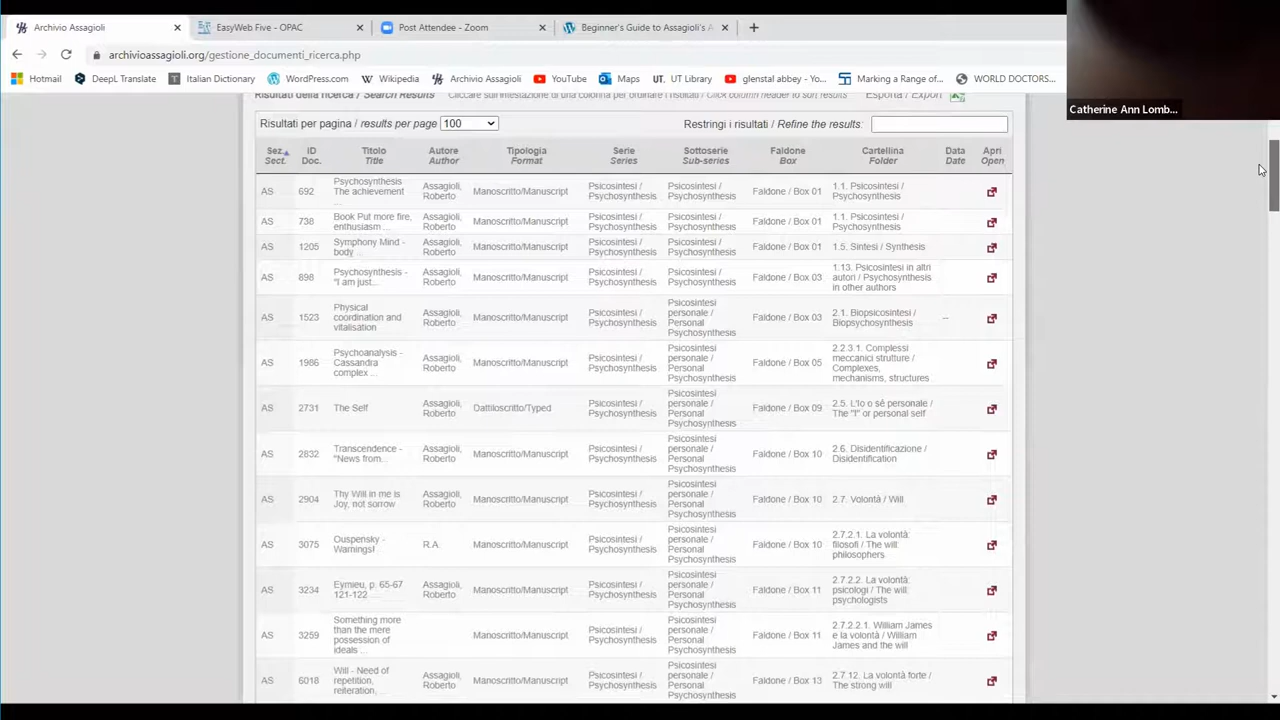 Archivio Assagioli
EasyWeb Five - OPAC
Post Attendee - Zoom
Beginner's Guide to Assagioli's A
archivioassagioli.org/gestione_documenti_ricerca.php
Hotmail DeepL Translate Italian Dictionary WordPress.com Wikipedia Archivio Assagioli YouTube Maps UT Library glenstal abbey - Yo... Marking a Range of... WORLD DOCTORS...
Catherine Ann Lomb...
Risultati della ricerca / Search Results Cliccare sull'intestazione di una colonna per ordinare i risultati / Click column header to sort results Esporta / Export
Risultati per pagina / results per page 100 Restringi i risultati / Refine the results:
Sez. ID Titolo Autore Tipologia Serie Sottoserie Faldone Cartellina Data Apri
Sect. Doc. Title Author Format Series Sub-series Box Folder Date Open
AS 692 Psychosynthesis The achievement ... Assagioli, Roberto Manoscritto/Manuscript Psicosintesi / Psychosynthesis Psicosintesi / Psychosynthesis Faldone / Box 01 1.1. Psicosintesi / Psychosynthesis
AS 738 Book Put more fire, enthusiasm ... Assagioli, Roberto Manoscritto/Manuscript Psicosintesi / Psychosynthesis Psicosintesi / Psychosynthesis Faldone / Box 01 1.1. Psicosintesi / Psychosynthesis
AS 1205 Symphony Mind - body ... Assagioli, Roberto Manoscritto/Manuscript Psicosintesi / Psychosynthesis Psicosintesi / Psychosynthesis Faldone / Box 01 1.5. Sintesi / Synthesis
AS 898 Psychosynthesis - "I am just... Assagioli, Roberto Manoscritto/Manuscript Psicosintesi / Psychosynthesis Psicosintesi / Psychosynthesis Faldone / Box 03 1.13. Psicosintesi in altri autori / Psychosynthesis in other authors
AS 1523 Physical coordination and vitalisation Assagioli, Roberto Manoscritto/Manuscript Psicosintesi / Psychosynthesis Psicosintesi personale / Personal Psychosynthesis Faldone / Box 03 2.1. Biopsicosintesi / Biopsychosynthesis --
AS 1986 Psychoanalysis - Cassandra complex ... Assagioli, Roberto Manoscritto/Manuscript Psicosintesi / Psychosynthesis Psicosintesi personale / Personal Psychosynthesis Faldone / Box 05 2.2.3.1. Complessi meccanici strutture / Complexes, mechanisms, structures
AS 2731 The Self Assagioli, Roberto Dattiloscritto/Typed Psicosintesi / Psychosynthesis Psicosintesi personale / Personal Psychosynthesis Faldone / Box 09 2.5. L'Io o sé personale / The "I" or personal self
AS 2832 Transcendence - "News from... Assagioli, Roberto Manoscritto/Manuscript Psicosintesi / Psychosynthesis Psicosintesi personale / Personal Psychosynthesis Faldone / Box 10 2.6. Disidentificazione / Disidentification
AS 2904 Thy Will in me is Joy, not sorrow Assagioli, Roberto Manoscritto/Manuscript Psicosintesi / Psychosynthesis Psicosintesi personale / Personal Psychosynthesis Faldone / Box 10 2.7. Volontà / Will
AS 3075 Ouspensky - Warnings! ... R.A. Manoscritto/Manuscript Psicosintesi / Psychosynthesis Psicosintesi personale / Personal Psychosynthesis Faldone / Box 10 2.7.2.1. La volontà: filosofi / The will: philosophers
AS 3234 Eymieu, p. 65-67 121-122 ... Assagioli, Roberto Manoscritto/Manuscript Psicosintesi / Psychosynthesis Psicosintesi personale / Personal Psychosynthesis Faldone / Box 11 2.7.2.2. La volontà: psicologi / The will: psychologists
AS 3259 Something more than the mere possession of ideals ... Manoscritto/Manuscript Psicosintesi / Psychosynthesis Psicosintesi personale / Personal Psychosynthesis Faldone / Box 11 2.7.2.2.1. William James e la volontà / William James and the will
AS 6018 Will - Need of repetition, reiteration, ... Assagioli, Roberto Manoscritto/Manuscript Psicosintesi / Psychosynthesis Psicosintesi personale / Personal Psychosynthesis Faldone / Box 13 2.7.12. La volontà forte / The strong will